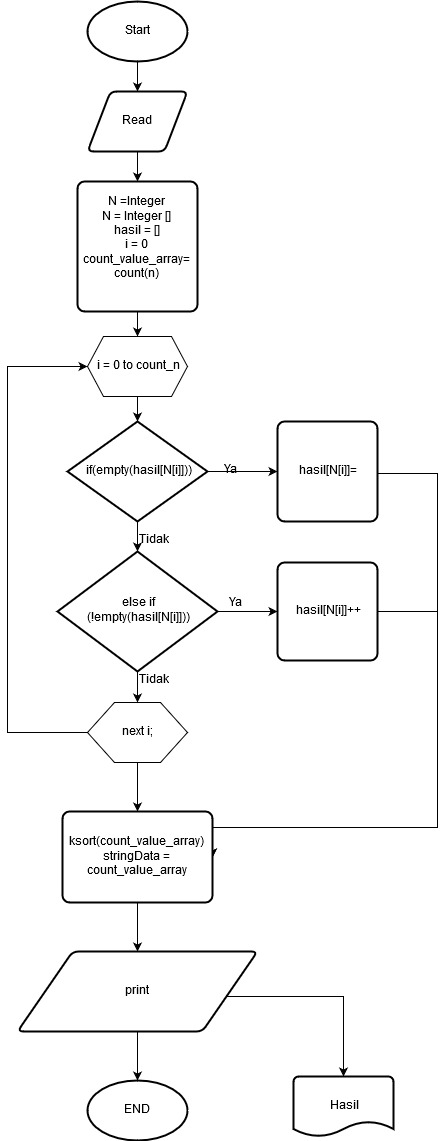 Start
Read
N =Integer
N = Integer []
hasil = []
i = 0
count_value_array=
count(n)
i = 0 to count_n
if(empty(hasil[N[i]]))
Ya
hasil[N[i]]=
Tidak
else if
(!empty(hasil[N[i]]))
Ya
hasil[N[i]]++
Tidak
next i;
ksort(count_value_array)
stringData =
count_value_array
print
END
Hasil